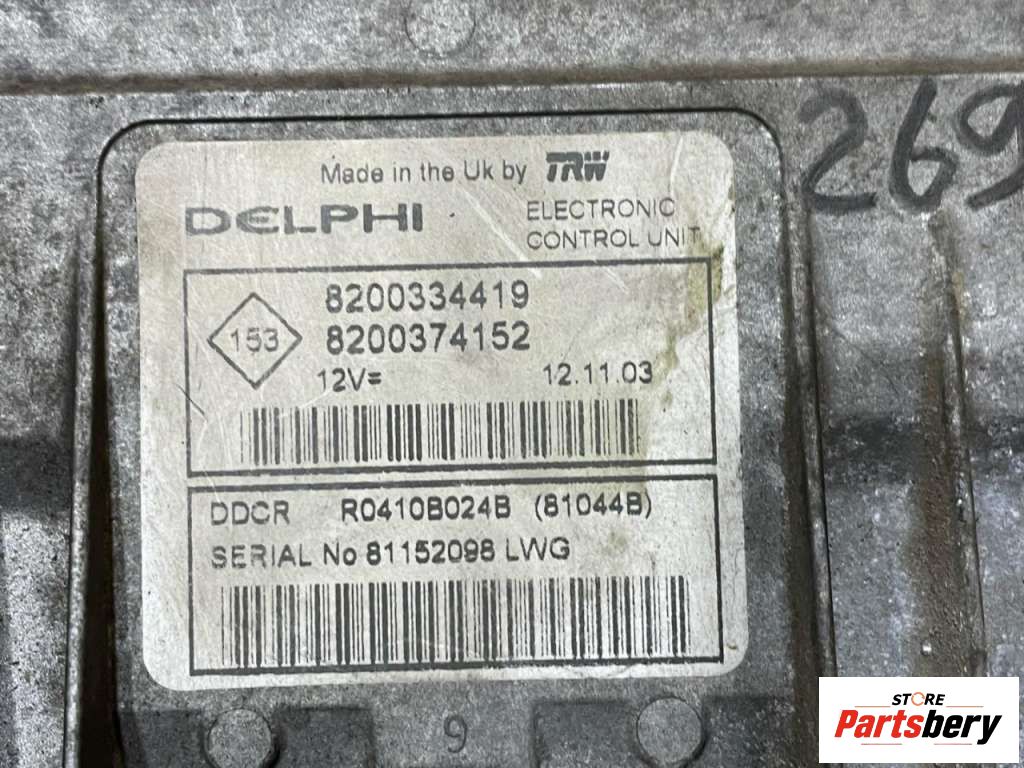 269
Made in the Uk by TRW
DELPHI
ELECTRONIC
CONTROL UNIT
8200334419
153
8200374152
12V= 12.11.03
DDCR R0410B024B (81044B)
SERIAL No 81152098 LWG
9
STORE
Partsbery